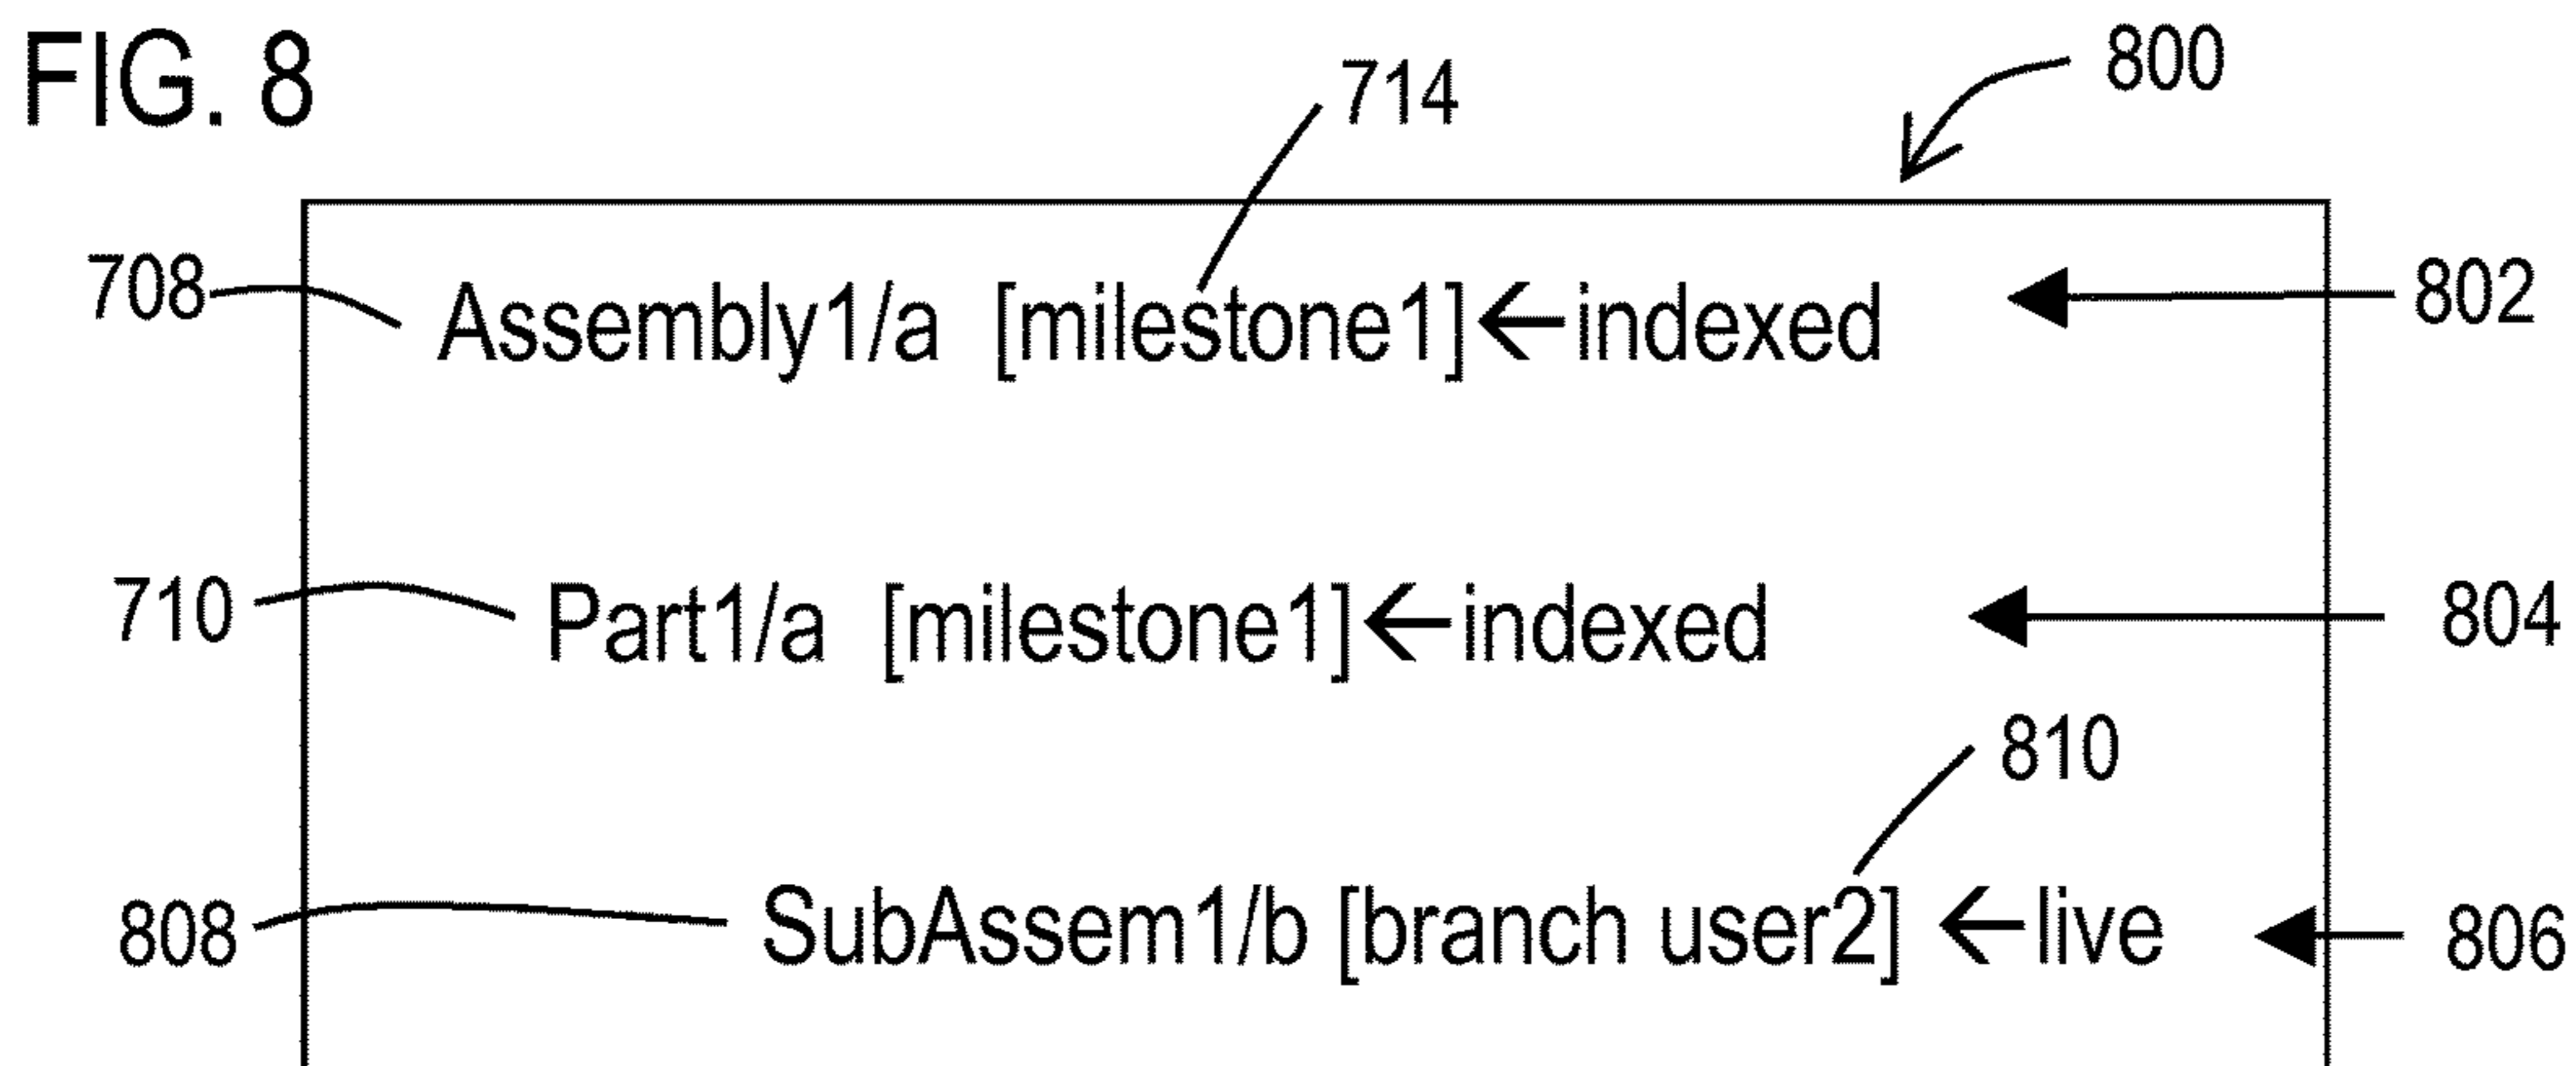 FIG. 8
800
714
708 Assembly1/a [milestone1]←indexed 802
710 Part1/a [milestone1]←indexed 804
810
808 SubAssem1/b [branch user2] ←live 806